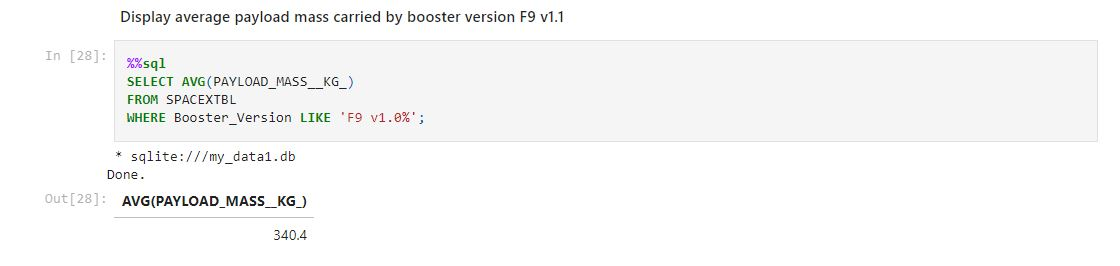 Display average payload mass carried by booster version F9 v1.1
In [28]:
%%sql
SELECT AVG(PAYLOAD_MASS__KG_)
FROM SPACEXTBL
WHERE Booster_Version LIKE 'F9 v1.0%';
* sqlite:///my_data1.db
Done.
Out[28]:
AVG(PAYLOAD_MASS__KG_)
340.4